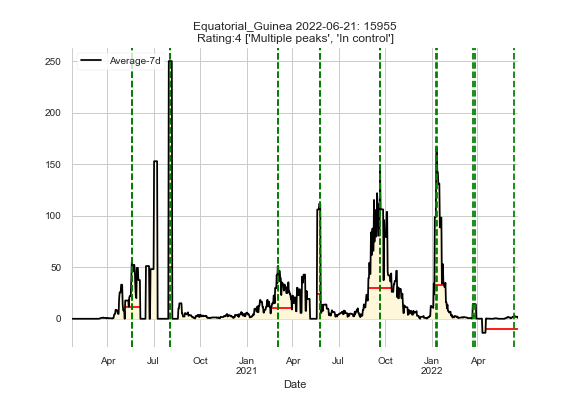 Equatorial_Guinea 2022-06-21: 15955
Rating:4 ['Multiple peaks', 'In control']
Average-7d
250
200
150
100
50
0
Apr Jul Oct Jan Apr Jul Oct Jan Apr
2021 2022
Date